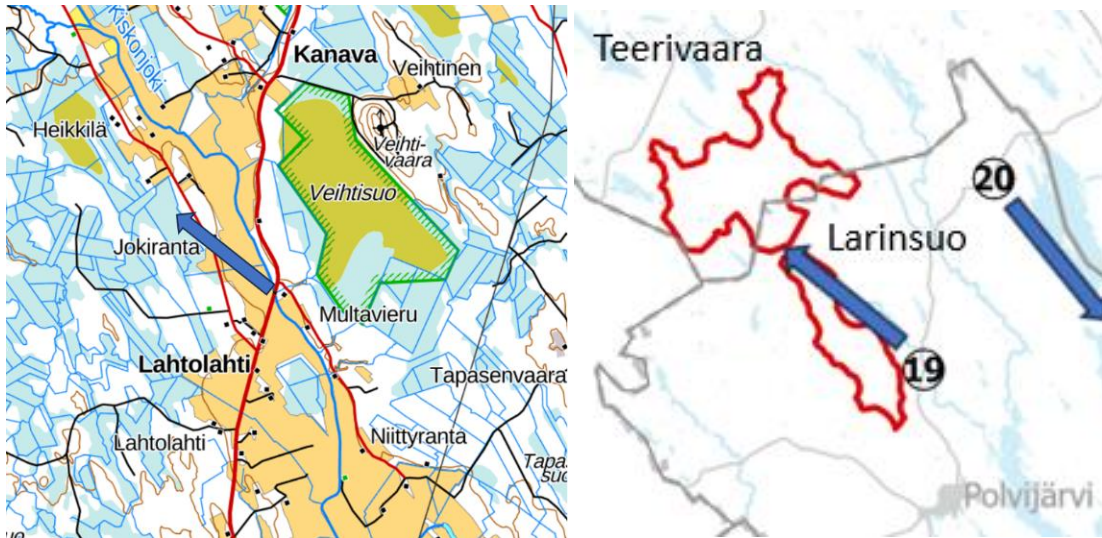 Kiskonjoki
Kanava
Veihtinen
Heikkilä
Veihti-
vaara
Veihtisuo
Jokiranta
Multavieru
Lahtolahti
Tapasenvaara
Lahtolahti
Niittyranta
Tapa
suo
uo
Teerivaara
20
Larinsuo
19
Polvijärvi